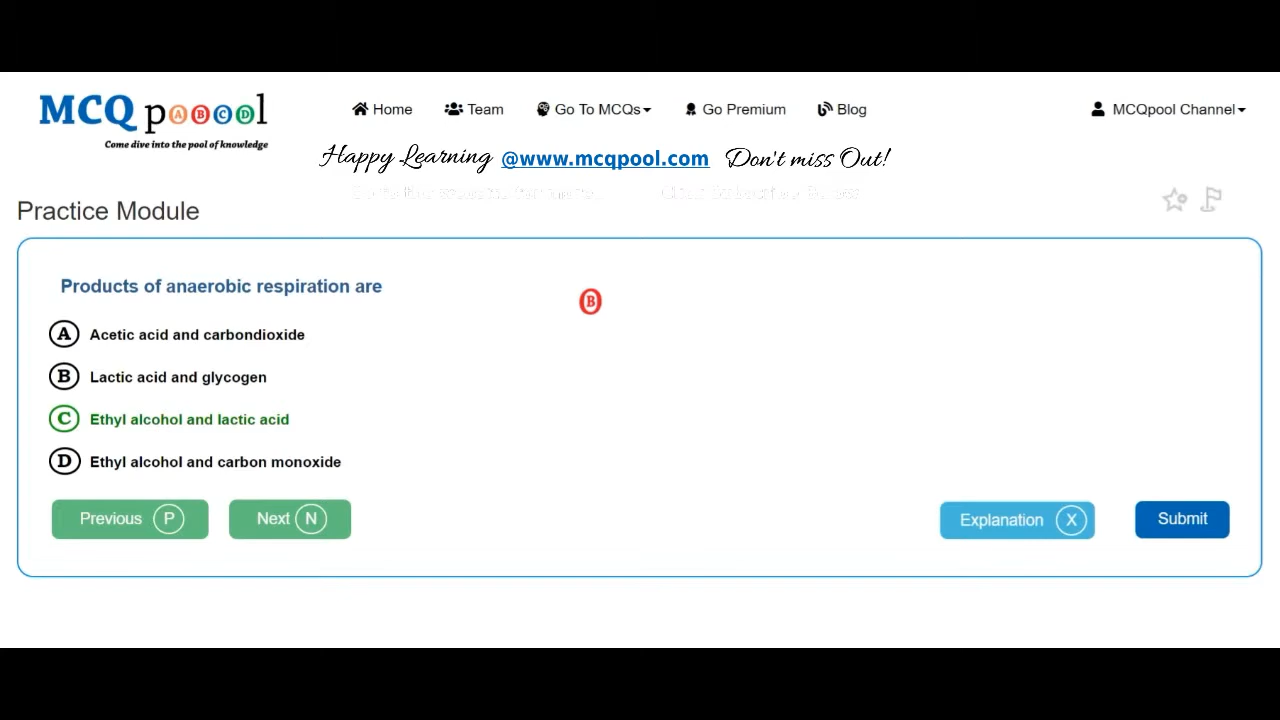 MCQ pABCDl
Come dive into the pool of knowledge
Home Team Go To MCQs Go Premium Blog MCQpool Channel
Happy Learning @www.mcqpool.com Don't miss Out!
Practice Module
Products of anaerobic respiration are
B
A Acetic acid and carbondioxide
B Lactic acid and glycogen
C Ethyl alcohol and lactic acid
D Ethyl alcohol and carbon monoxide
Previous P Next N Explanation X Submit